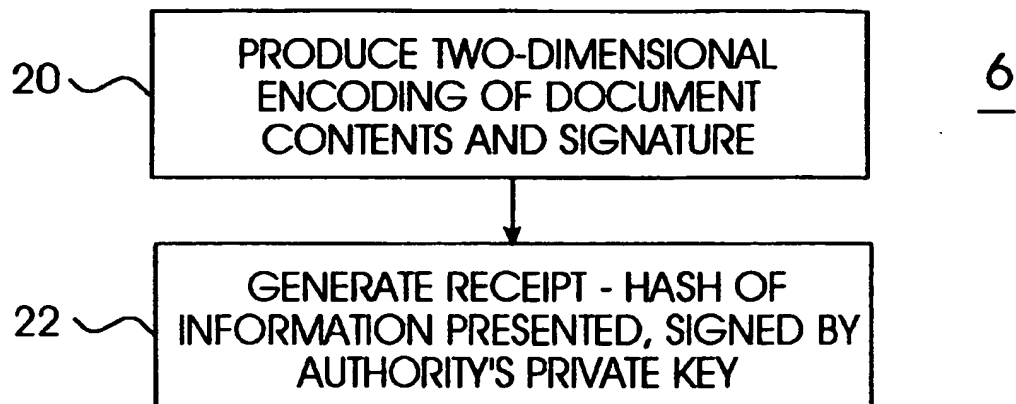 20
PRODUCE TWO-DIMENSIONAL
ENCODING OF DOCUMENT
CONTENTS AND SIGNATURE
6
22
GENERATE RECEIPT - HASH OF
INFORMATION PRESENTED, SIGNED BY
AUTHORITY'S PRIVATE KEY